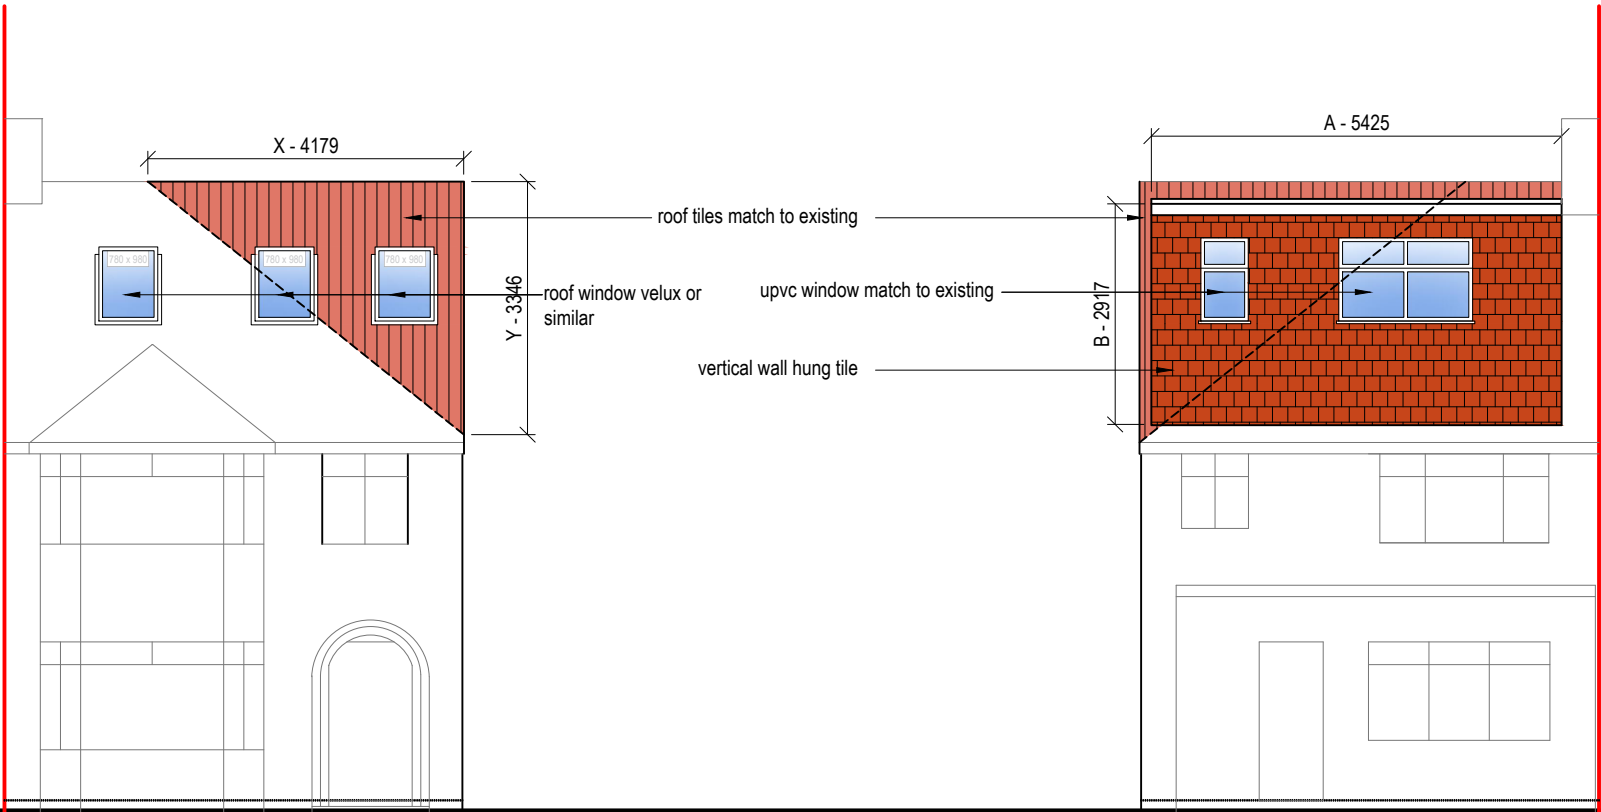 X - 4179
A - 5425
roof tiles match to existing
780 x 980
780 x 980
780 x 980
Y - 3346
roof window velux or
similar
upvc window match to existing
B - 2917
vertical wall hung tile